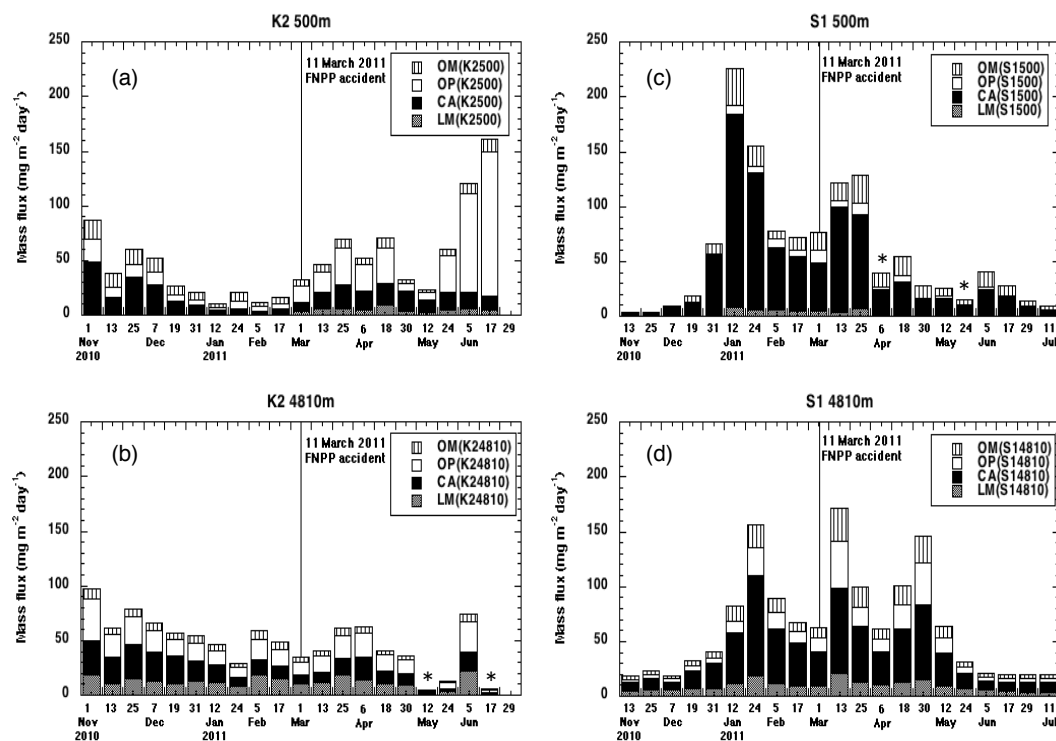 K2 500m
250
200
150
100
50
0
Mass flux (mg m-2 day-1)
(a)
11 March 2011
FNPP accident
OM(K2500)
OP(K2500)
CA(K2500)
LM(K2500)
1 13 25 7 19 31 12 24 5 17 1 13 25 6 18 30 12 24 5 17 29
Nov Dec Jan Feb Mar Apr May Jun
2010 2011
S1 500m
250
200
150
100
50
0
Mass flux (mg m-2 day-1)
11 March 2011
FNPP accident
(c)
OM(S1500)
OP(S1500)
CA(S1500)
LM(S1500)
*
*
13 25 7 19 31 12 24 5 17 1 13 25 6 18 30 12 24 5 17 29 11
Nov Dec Jan Feb Mar Apr May Jun Jul
2010 2011
K2 4810m
250
200
150
100
50
0
Mass flux (mg m-2 day-1)
(b)
11 March 2011
FNPP accident
OM(K24810)
OP(K24810)
CA(K24810)
LM(K24810)
* *
1 13 25 7 19 31 12 24 5 17 1 13 25 6 18 30 12 24 5 17 29
Nov Dec Jan Feb Mar Apr May Jun
2010 2011
S1 4810m
250
200
150
100
50
0
Mass flux (mg m-2 day-1)
11 March 2011
FNPP accident
(d)
OM(S14810)
OP(S14810)
CA(S14810)
LM(S14810)
13 25 7 19 31 12 24 5 17 1 13 25 6 18 30 12 24 5 17 29 11
Nov Dec Jan Feb Mar Apr May Jun Jul
2010 2011